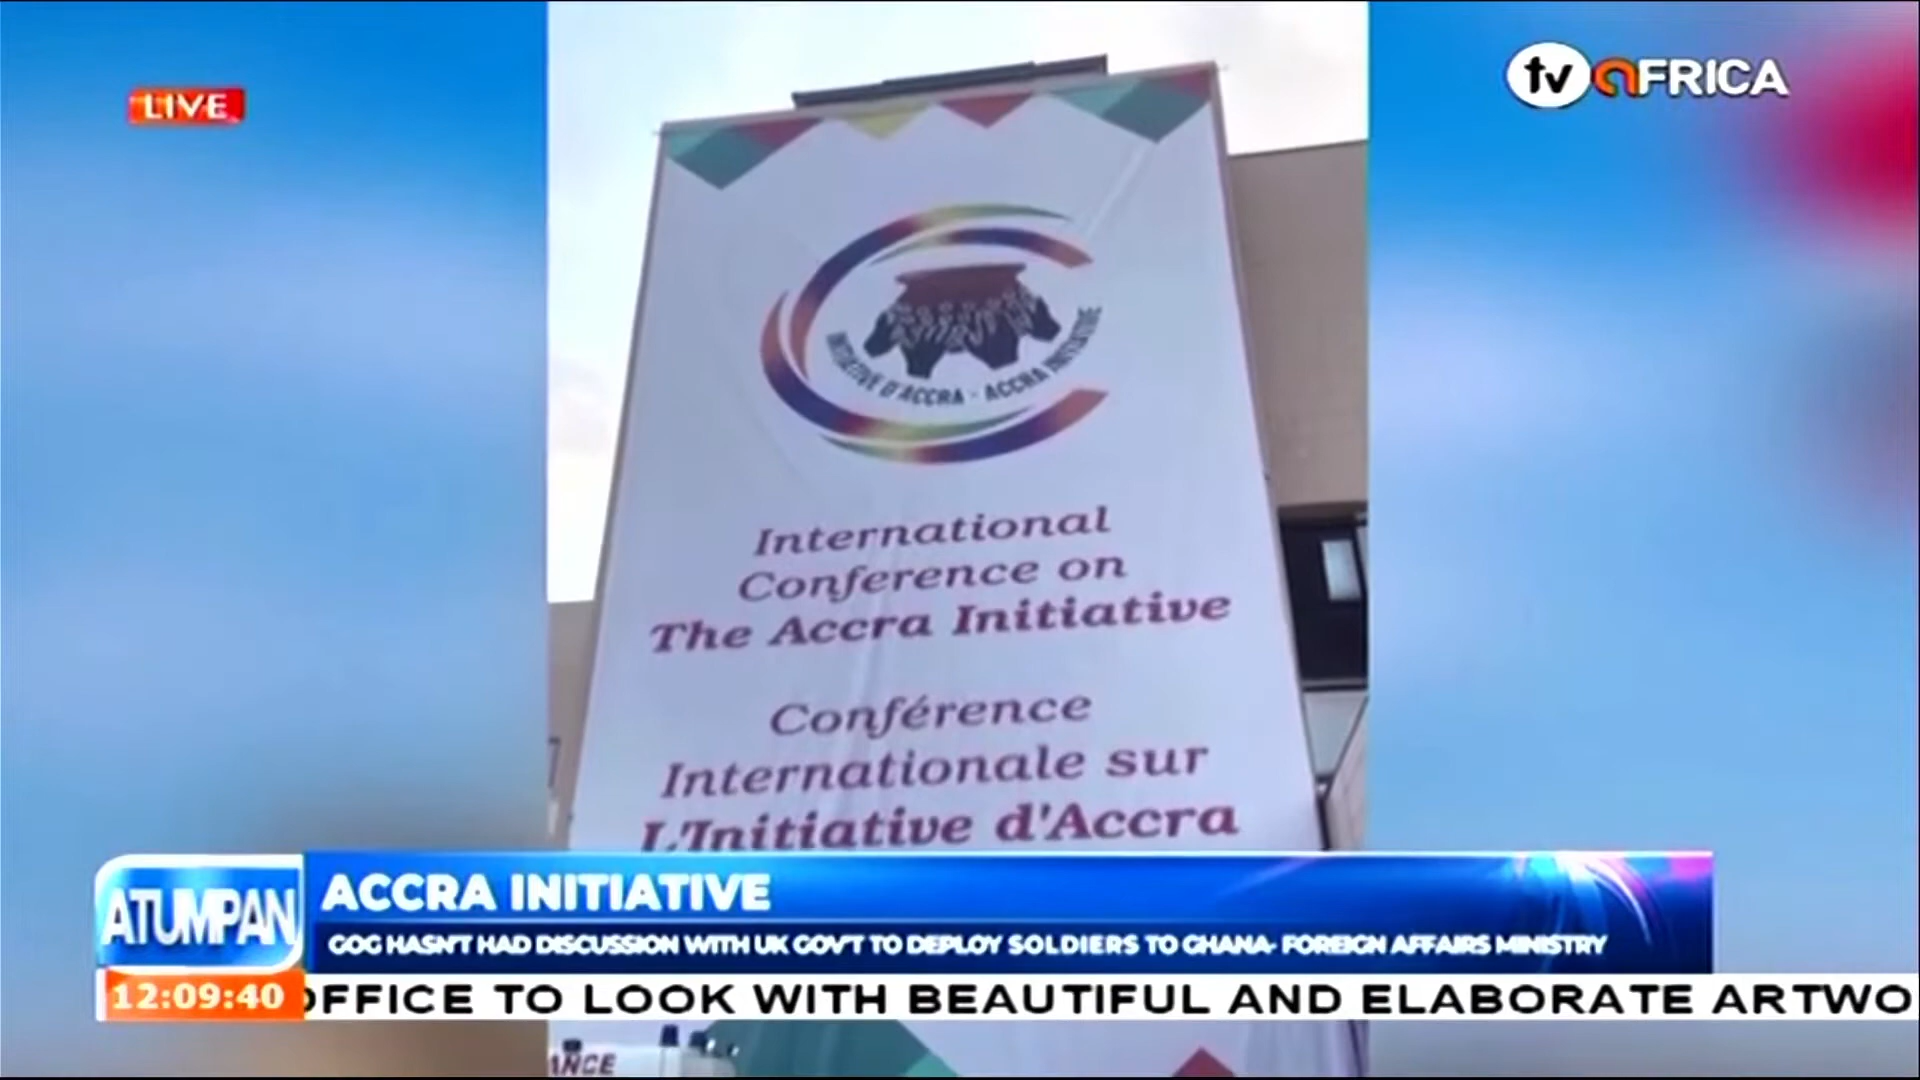 LIVE
tv aFRICA
INITIATIVE D'ACCRA - ACCRA INITIATIVE
International
Conference on
The Accra Initiative
Conférence
Internationale sur
L'Initiative d'Accra
ATUMPAN
ACCRA INITIATIVE
GOG HASN'T HAD DISCUSSION WITH UK GOV'T TO DEPLOY SOLDIERS TO GHANA- FOREIGN AFFAIRS MINISTRY
12:09:40
OFFICE TO LOOK WITH BEAUTIFUL AND ELABORATE ARTWO
ANCE